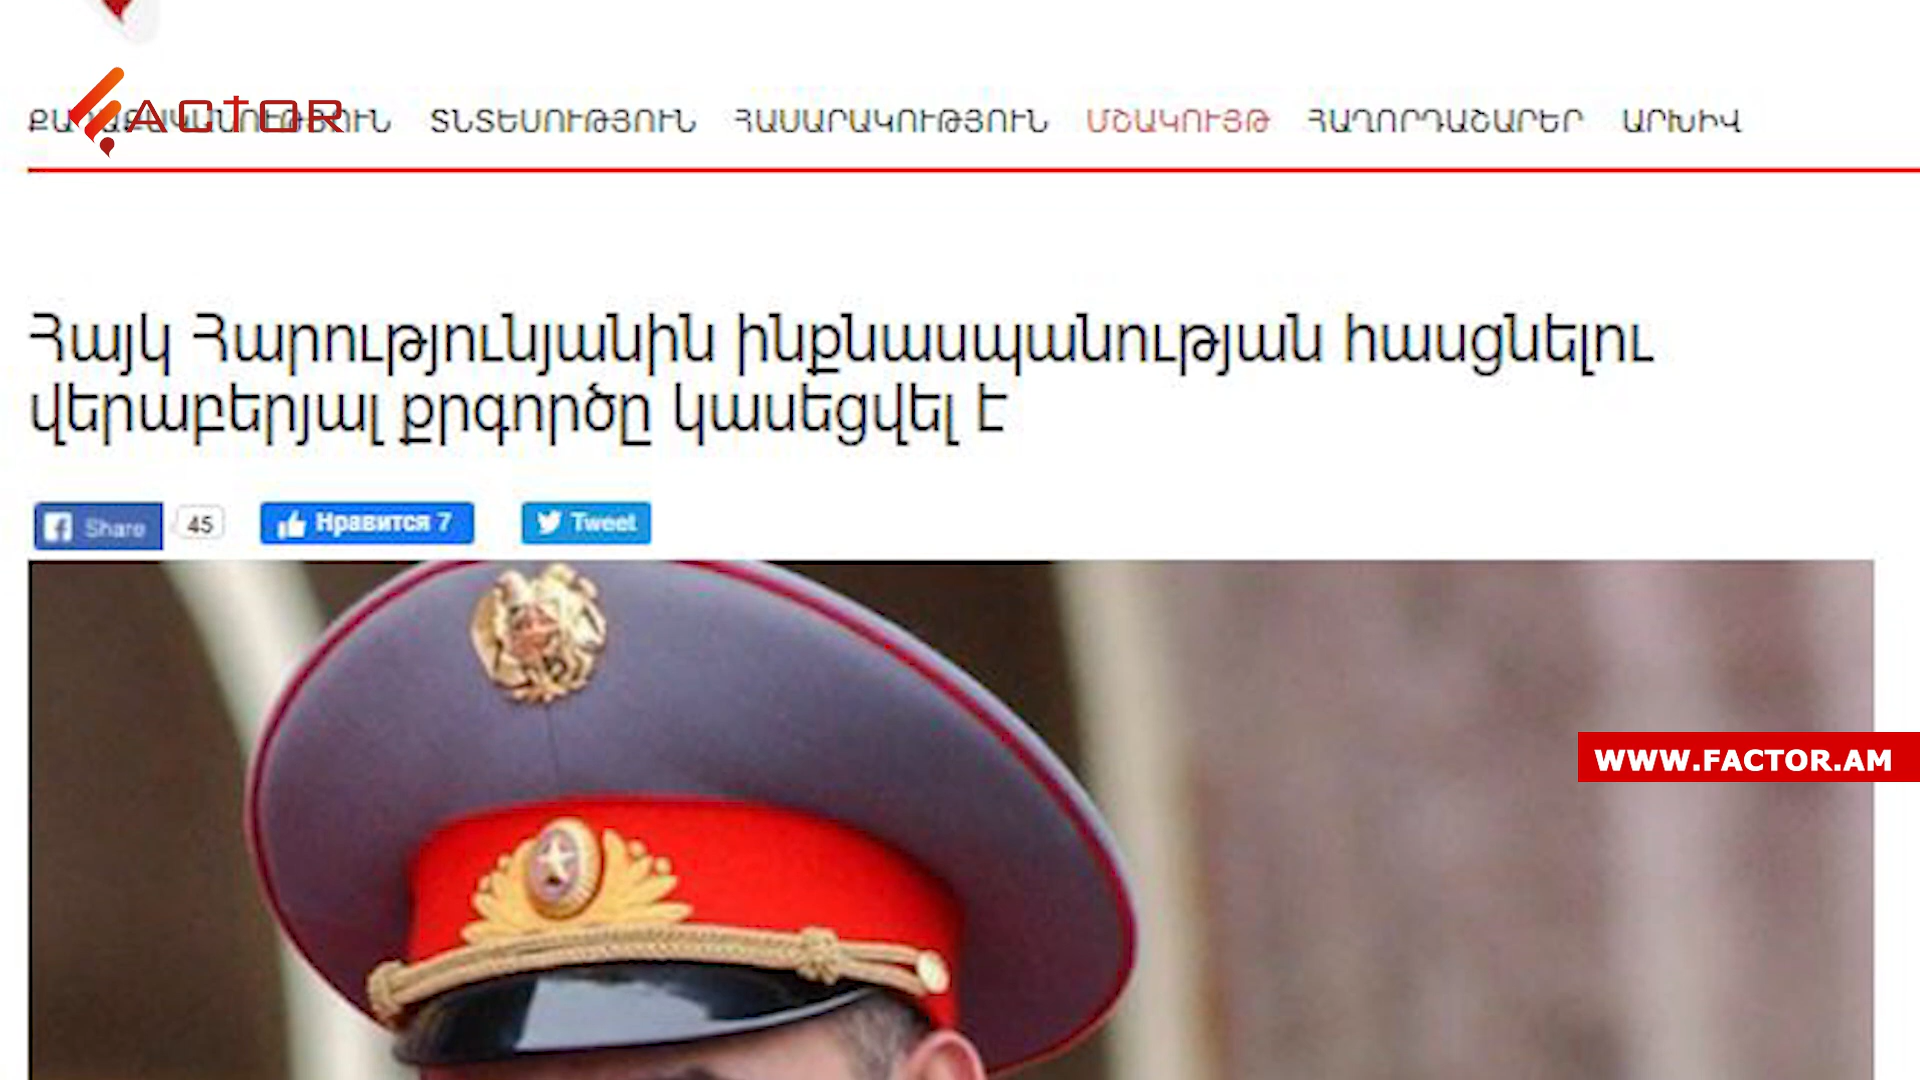 FACTOR
ՔԱՂԱՔԱԿԱՆՈՒԹՅՈՒՆ ՏՆՏԵՍՈՒԹՅՈՒՆ ՀԱՍԱՐԱԿՈՒԹՅՈՒՆ ՄՇԱԿՈՒՅԹ ՀԱՂՈՐԴԱՇԱՐԵՐ ԱՐԽԻՎ
Հայկ Հարությունյանին ինքնասպանության հասցնելու
վերաբերյալ քրգործը կասեցվել է
Share 45 Нравится 7 Tweet
WWW.FACTOR.AM